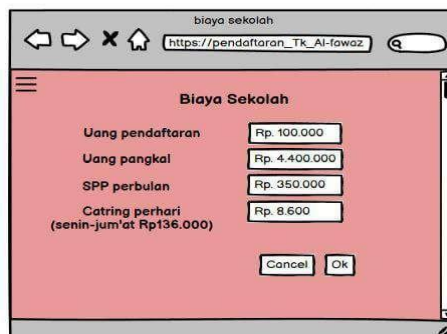 biaya sekolah
https://pendaftaran_Tk_Al-fawaz
Biaya Sekolah
Uang pendaftaran Rp. 100.000
Uang pangkal Rp. 4.400.000
SPP perbulan Rp. 350.000
Catring perhari Rp. 8.600
(senin-jum'at Rp136.000)
Cancel Ok